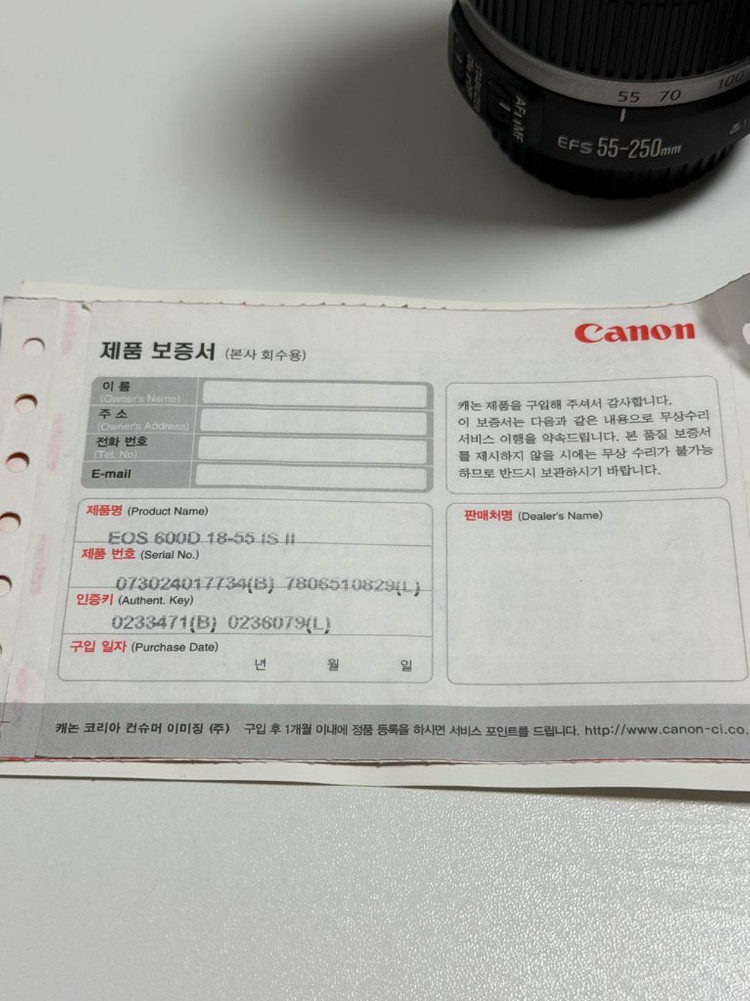 55 70 100
AF MF
EFS 55-250mm
Canon
제품 보증서 (본사 회수용)
이 름
(Owner's Name)
주 소
(Owner's Address)
전화 번호
(Tel. No)
E-mail
캐논 제품을 구입해 주셔서 감사합니다.
이 보증서는 다음과 같은 내용으로 무상수리
서비스 이행을 약속드립니다. 본 품질 보증서
를 제시하지 않을 시에는 무상 수리가 불가능
하므로 반드시 보관하시기 바랍니다.
제품명 (Product Name)
EOS 600D 18-55 IS II
제품 번호 (Serial No.)
073024017734(B) 7806510829(L)
인증키 (Authent. Key)
0233471(B) 0236079(L)
구입 일자 (Purchase Date)
년 월 일
판매처명 (Dealer's Name)
캐논 코리아 컨슈머 이미징 (주) 구입 후 1개월 이내에 정품 등록을 하시면 서비스 포인트를 드립니다. http://www.canon-ci.co.